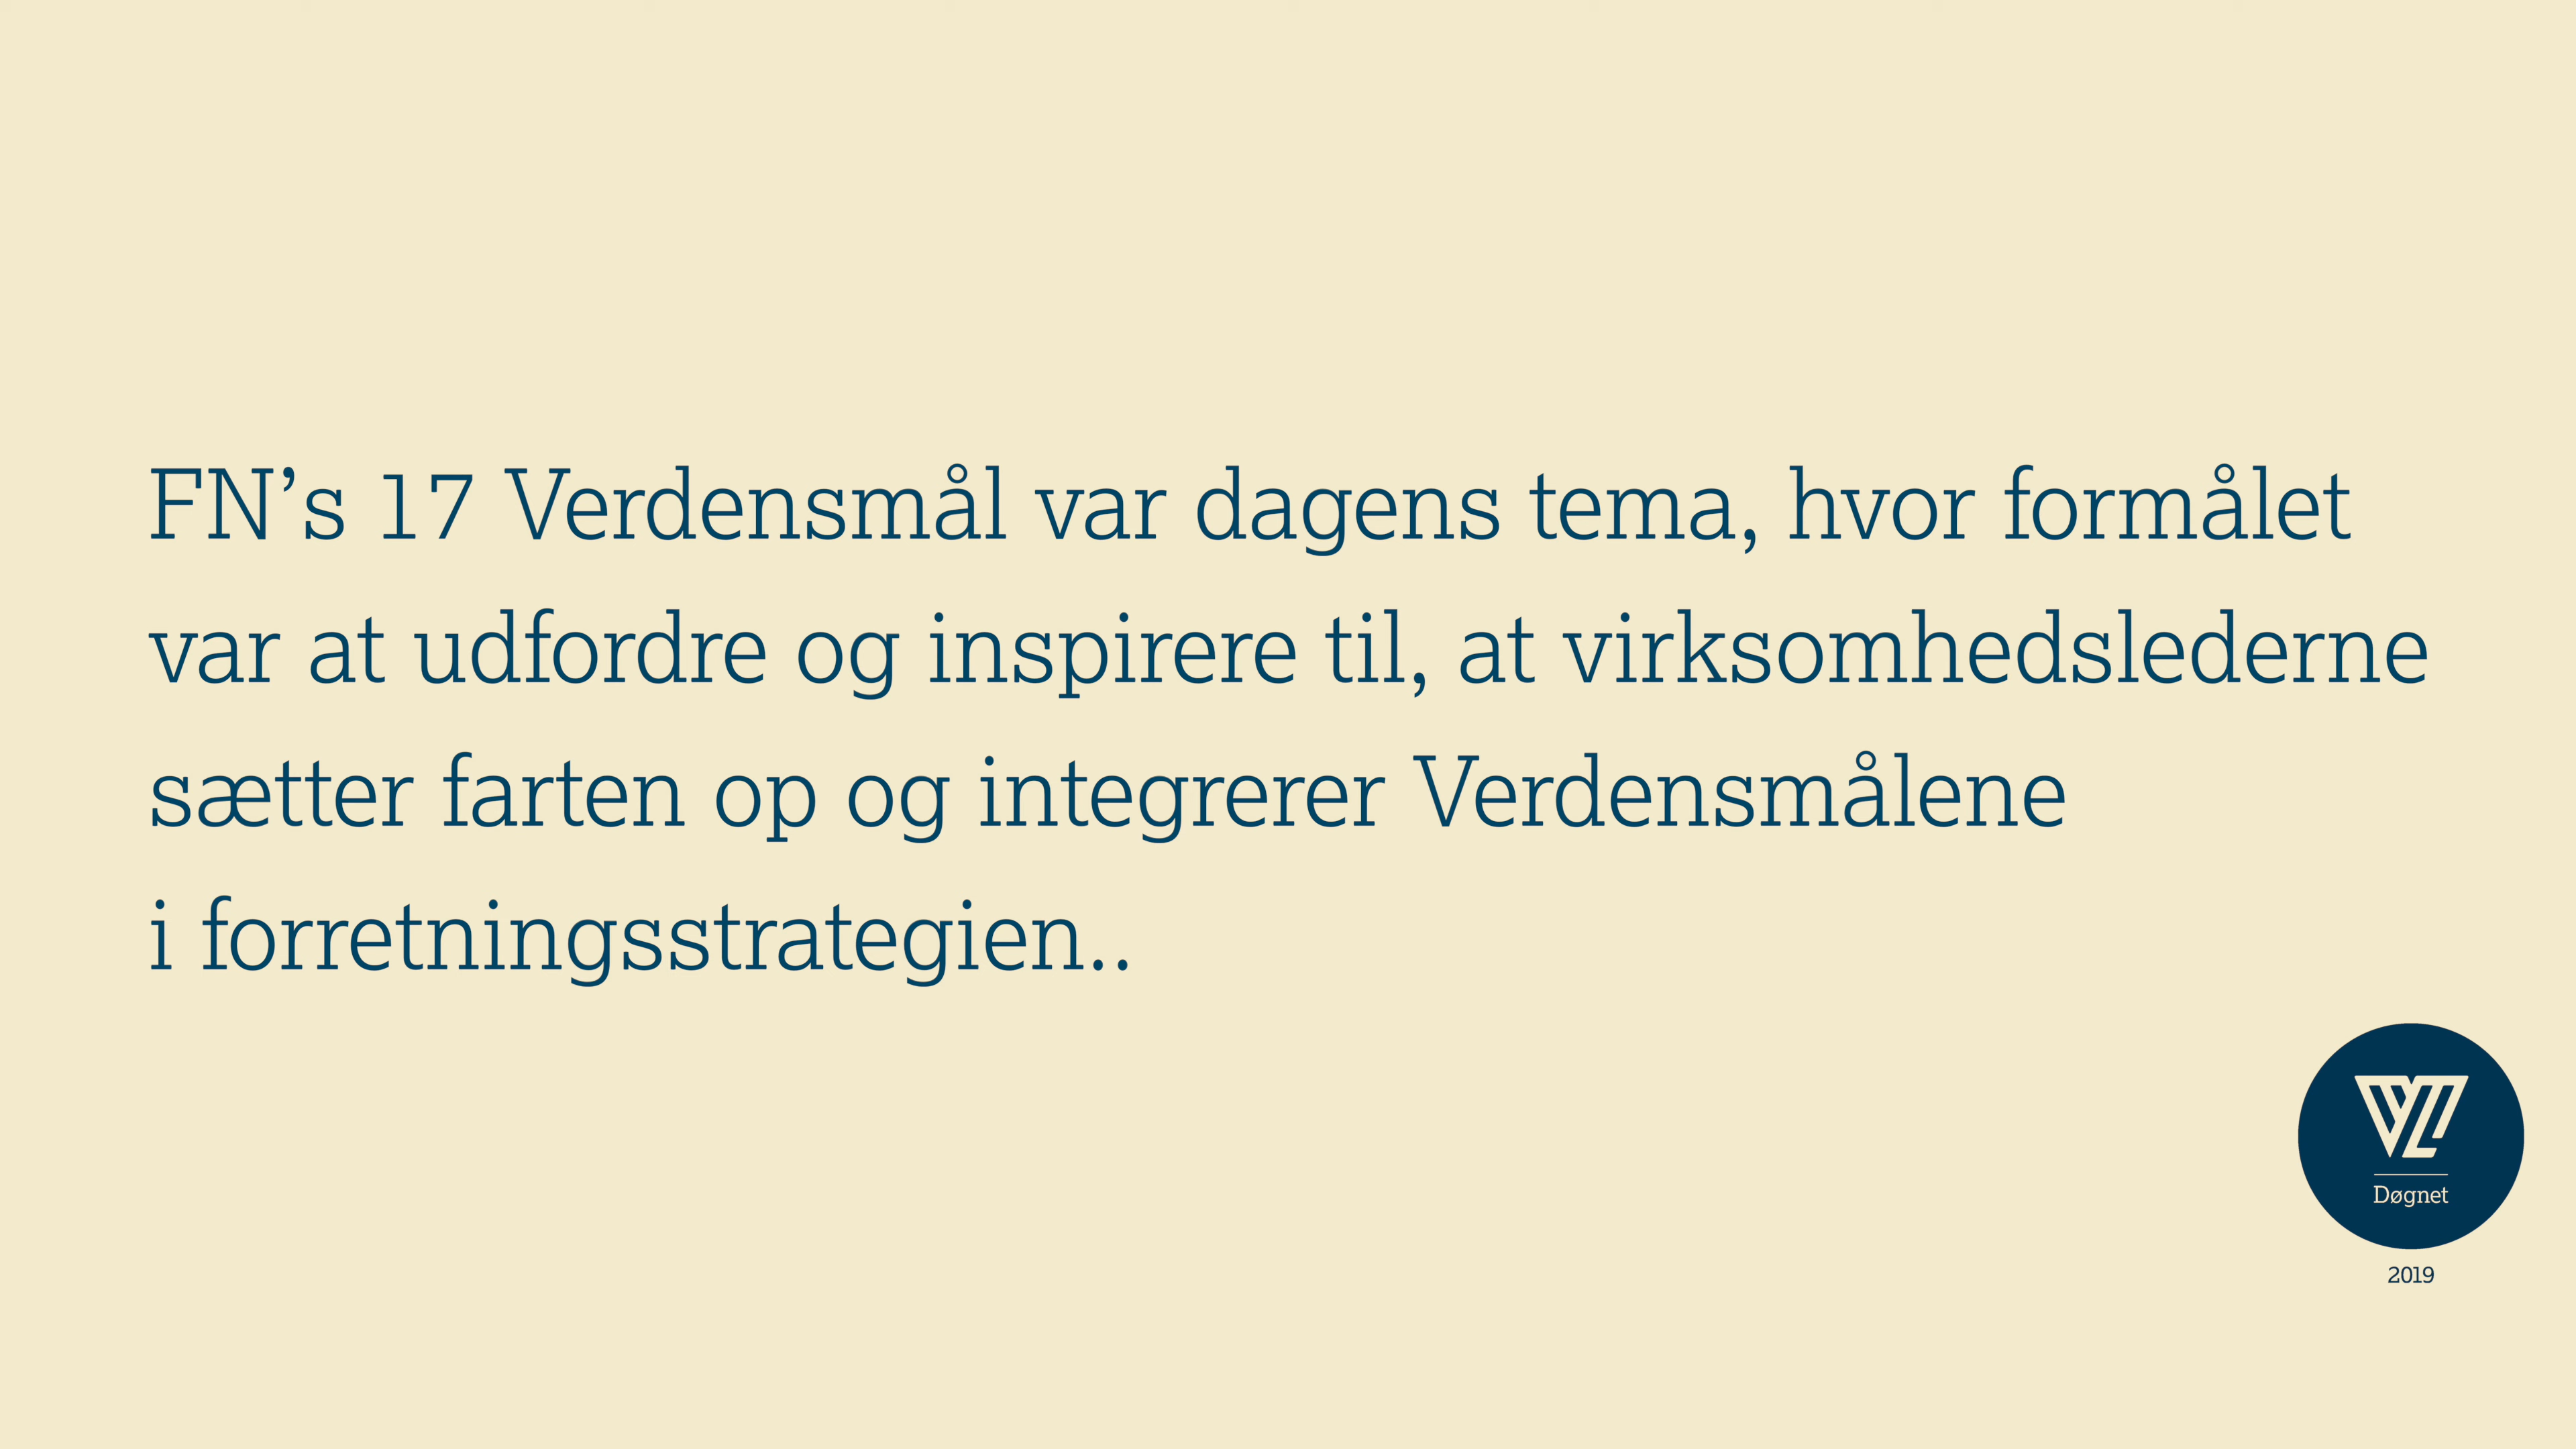 FN’s 17 Verdensmål var dagens tema, hvor formålet
var at udfordre og inspirere til, at virksomhedslederne
sætter farten op og integrerer Verdensmålene
i forretningsstrategien..
VL
Døgnet
2019